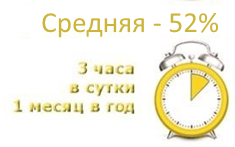 Средняя - 52%
3 часа
в сутки
1 месяц в год